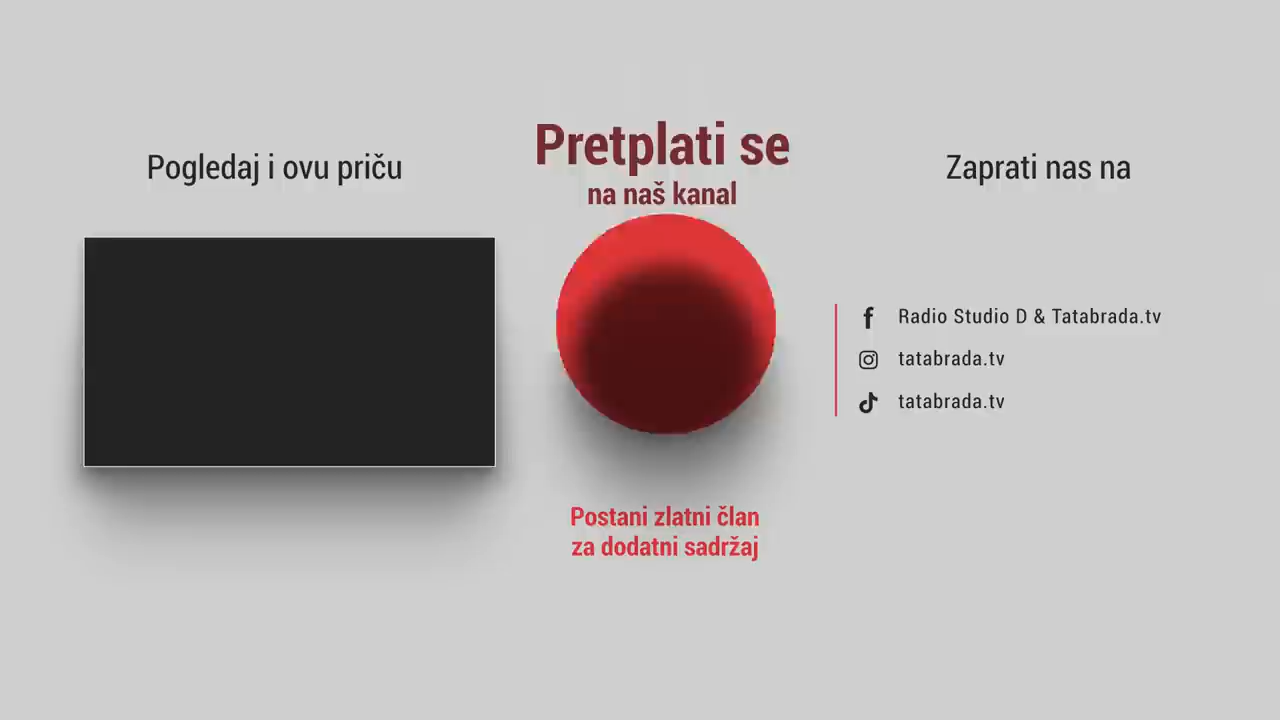 Pogledaj i ovu priču
Pretplati se
na naš kanal
Postani zlatni član
za dodatni sadržaj
Zaprati nas na
Radio Studio D & Tatabrada.tv
tatabrada.tv
tatabrada.tv